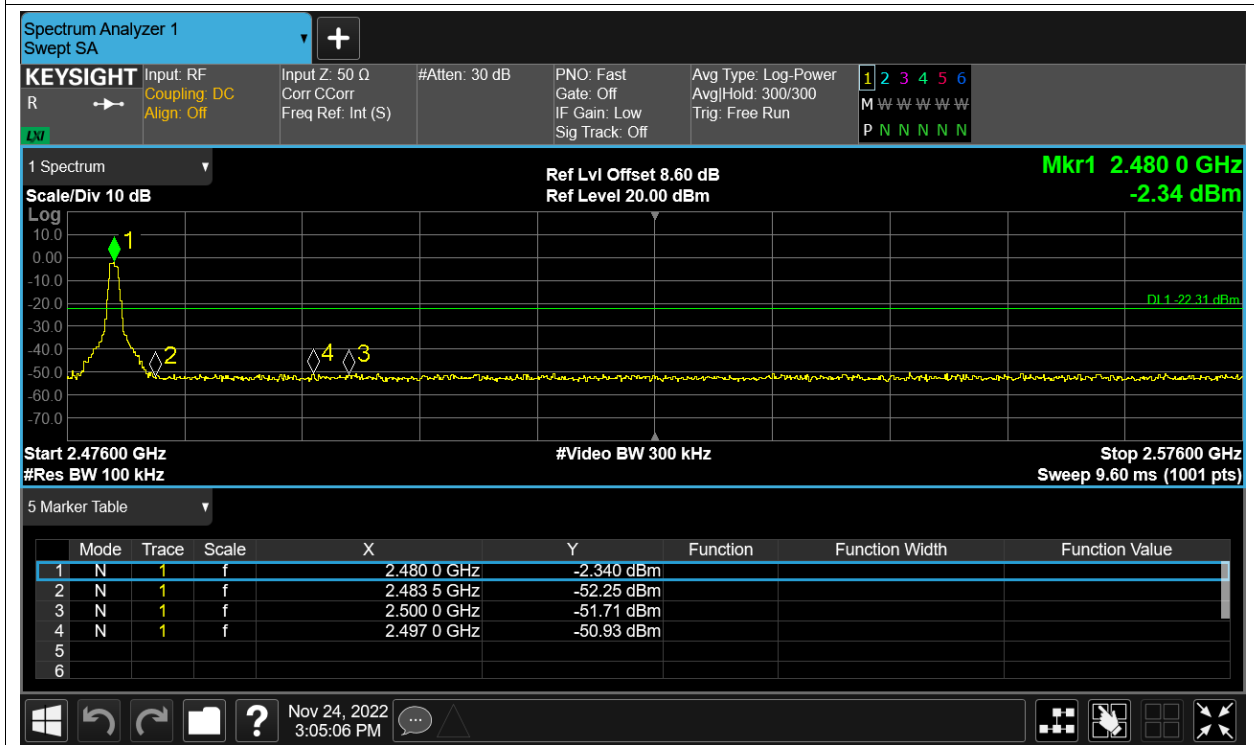 Spectrum Analyzer 1
Swept SA
KEYSIGHT
R
LXI
Input: RF
Coupling: DC
Align: Off
Input Z: 50 Ω
Corr CCorr
Freq Ref: Int (S)
#Atten: 30 dB
PNO: Fast
Gate: Off
IF Gain: Low
Sig Track: Off
Avg Type: Log-Power
Avg|Hold: 300/300
Trig: Free Run
1 2 3 4 5 6
M W W W W W
P N N N N N
1 Spectrum
Scale/Div 10 dB
Ref Lvl Offset 8.60 dB
Ref Level 20.00 dBm
Mkr1 2.480 0 GHz
-2.34 dBm
Log
10.0
0.00
-10.0
-20.0
-30.0
-40.0
-50.0
-60.0
-70.0
1
2
4
3
DL1 -22.31 dBm
Start 2.47600 GHz
#Res BW 100 kHz
#Video BW 300 kHz
Stop 2.57600 GHz
Sweep 9.60 ms (1001 pts)
5 Marker Table
Mode Trace Scale X Y Function Function Width Function Value
1 N 1 f 2.480 0 GHz -2.340 dBm
2 N 1 f 2.483 5 GHz -52.25 dBm
3 N 1 f 2.500 0 GHz -51.71 dBm
4 N 1 f 2.497 0 GHz -50.93 dBm
5
6
?
Nov 24, 2022
3:05:06 PM